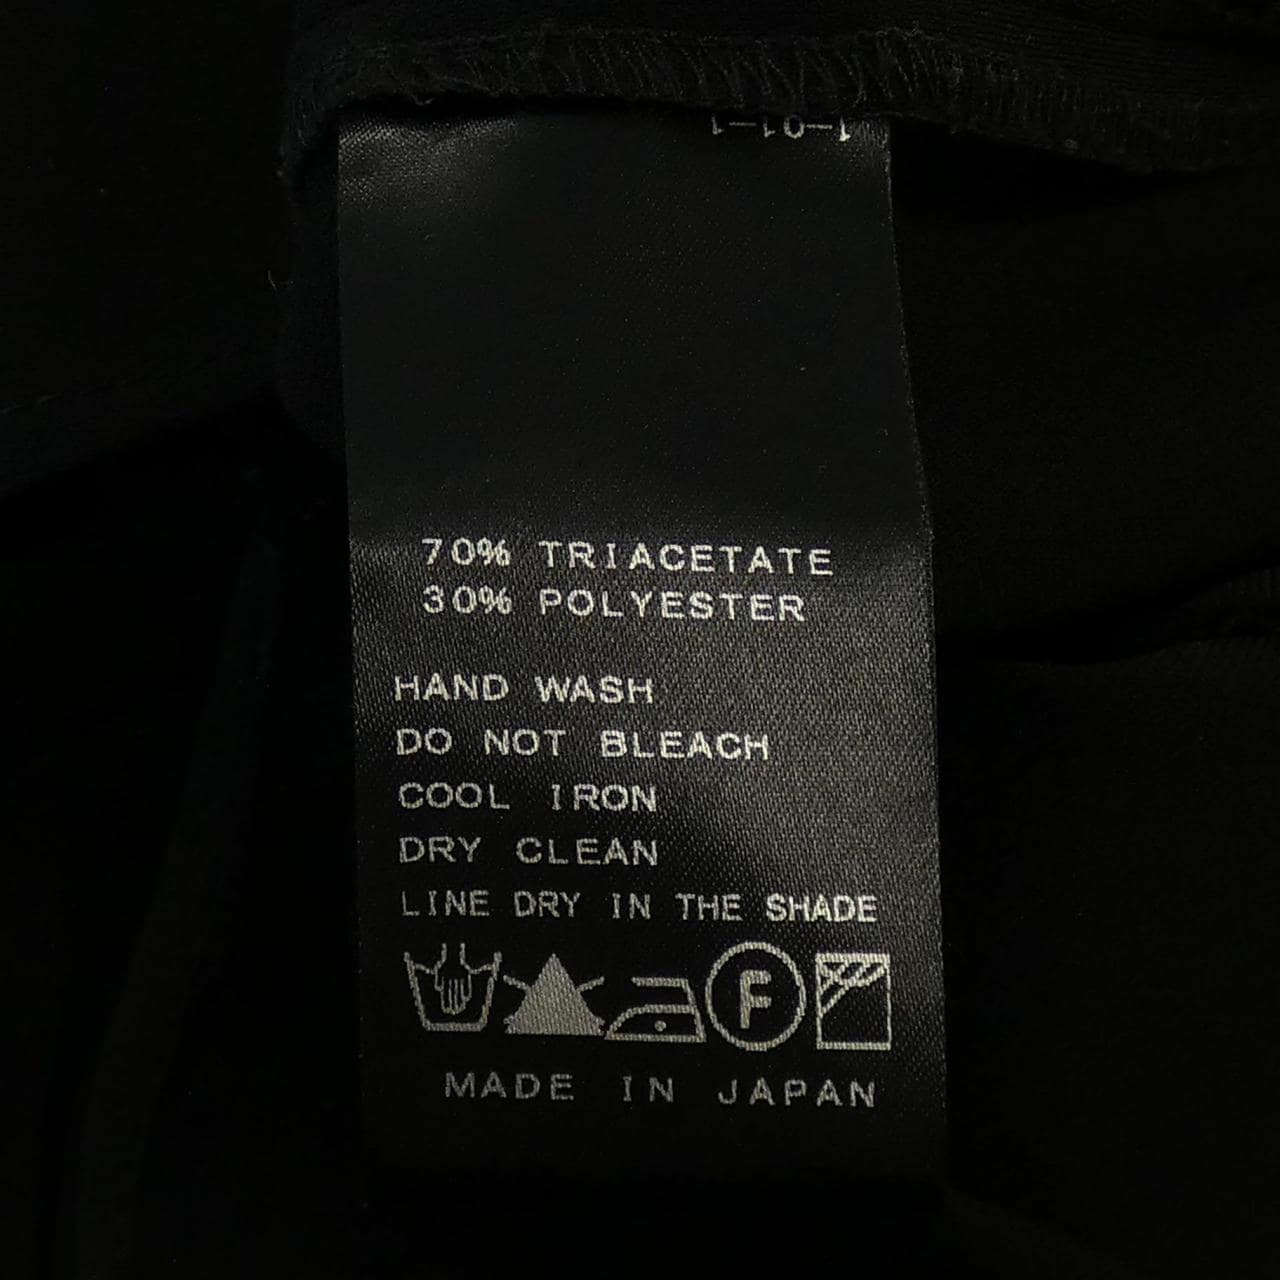 70% TRIACETATE
30% POLYESTER
HAND WASH
DO NOT BLEACH
COOL IRON
DRY CLEAN
LINE DRY IN THE SHADE
F
MADE IN JAPAN